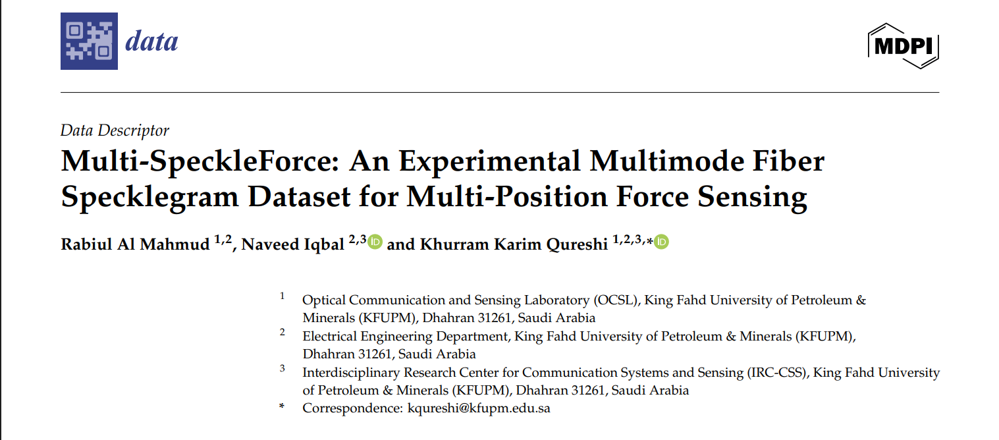 data
MDPI
Data Descriptor
Multi-SpeckleForce: An Experimental Multimode Fiber
Specklegram Dataset for Multi-Position Force Sensing
Rabiul Al Mahmud 1,2, Naveed Iqbal 2,3 iD and Khurram Karim Qureshi 1,2,3,* iD
1 Optical Communication and Sensing Laboratory (OCSL), King Fahd University of Petroleum &
Minerals (KFUPM), Dhahran 31261, Saudi Arabia
2 Electrical Engineering Department, King Fahd University of Petroleum & Minerals (KFUPM),
Dhahran 31261, Saudi Arabia
3 Interdisciplinary Research Center for Communication Systems and Sensing (IRC-CSS), King Fahd University
of Petroleum & Minerals (KFUPM), Dhahran 31261, Saudi Arabia
* Correspondence: kqureshi@kfupm.edu.sa